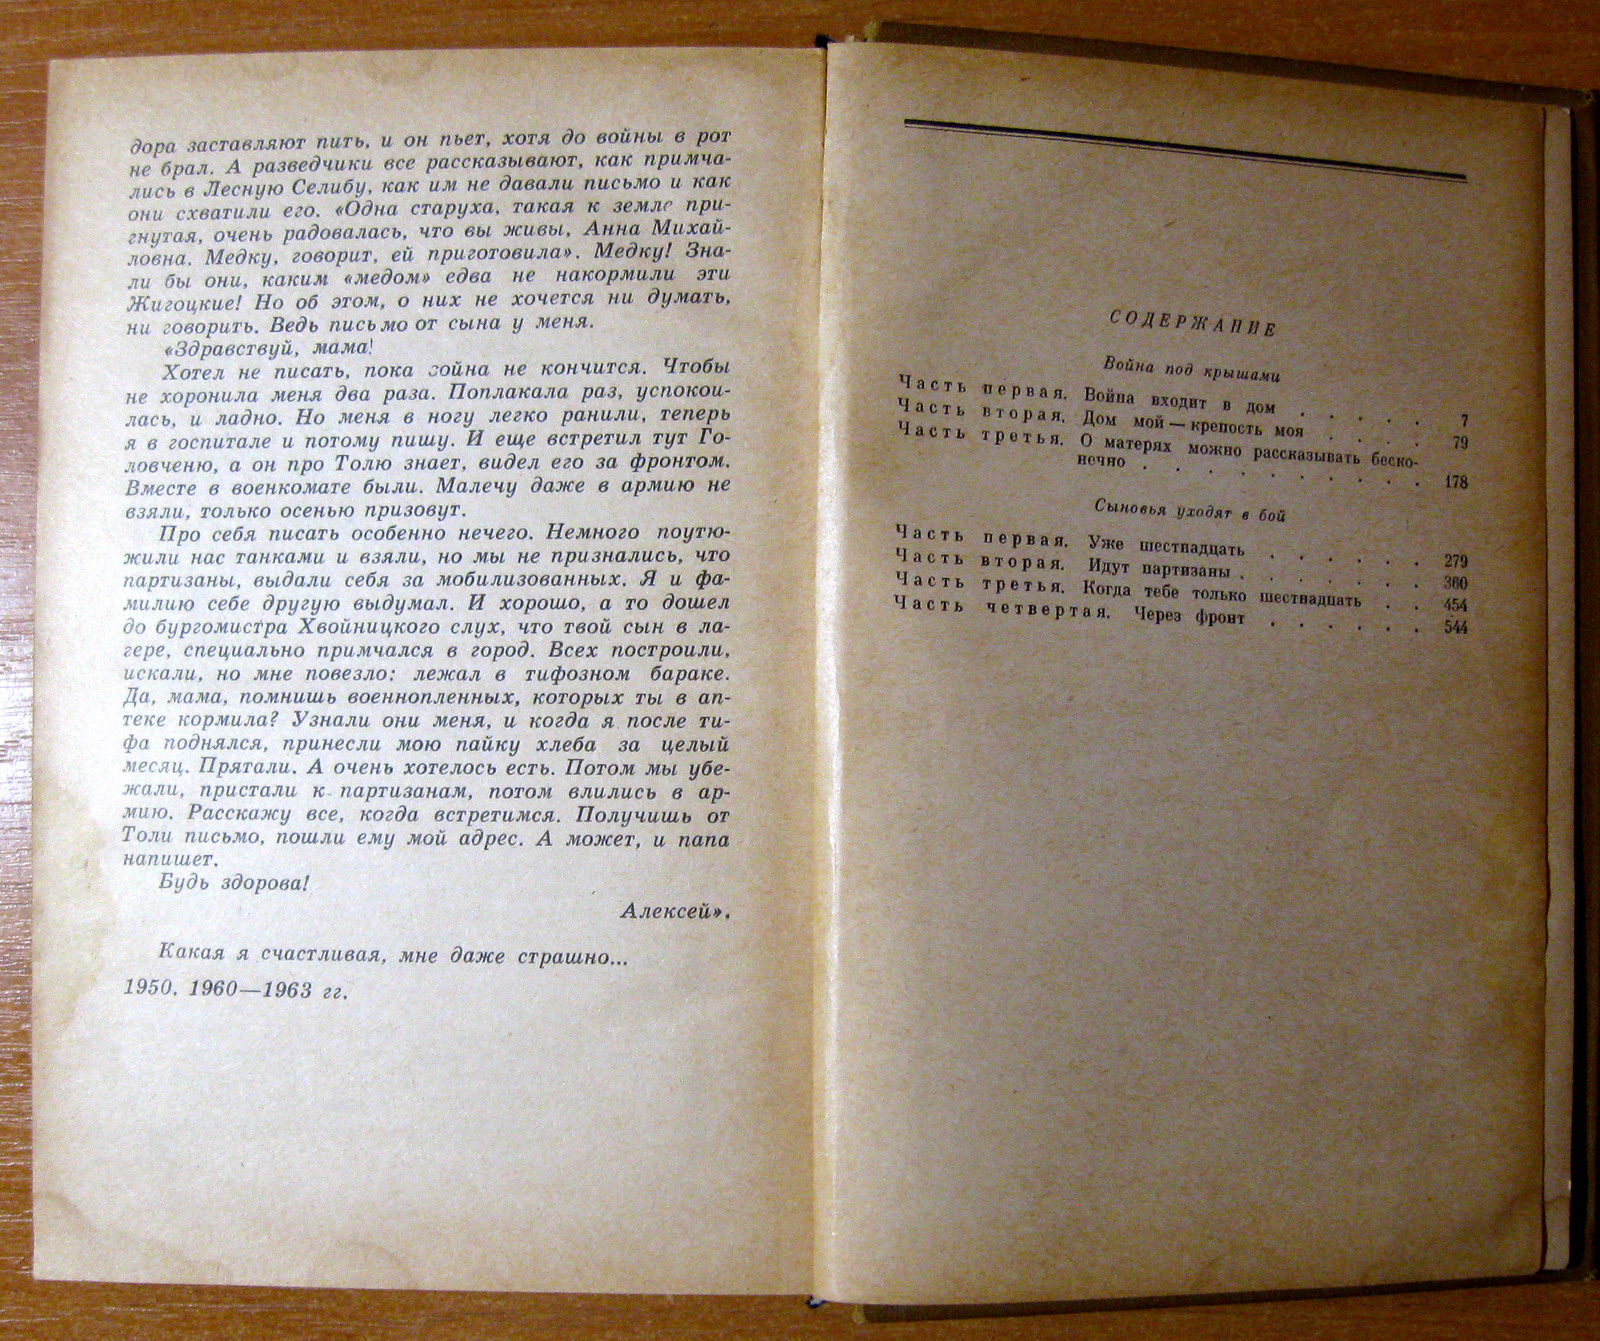 дора заставляют пить, и он пьет, хотя до войны в рот
не брал. А разведчики все рассказывают, как примча-
лись в Лесную Селибу, как им не давали письмо и как
они схватили его. «Одна старуха, такая к земле при-
гнутая, очень радовалась, что вы живы, Анна Михай-
ловна. Медку, говорит, ей приготовила». Медку! Зна-
ли бы они, каким «медом» едва не накормили эти
Жигоцкие! Но об этом, о них не хочется ни думать,
ни говорить. Ведь письмо от сына у меня.
«Здравствуй, мама!
Хотел не писать, пока война не кончится. Чтобы
не хоронила меня два раза. Поплакала раз, успокои-
лась, и ладно. Но меня в ногу легко ранили, теперь
я в госпитале и потому пишу. И еще встретил тут Го-
ловченю, а он про Толю знает, видел его за фронтом.
Вместе в военкомате были. Малечу даже в армию не
взяли, только осенью призовут.
Про себя писать особенно нечего. Немного поутю-
жили нас танками и взяли, но мы не признались, что
партизаны, выдали себя за мобилизованных. Я и фа-
милию себе другую выдумал. И хорошо, а то дошел
до бургомистра Хвойницкого слух, что твой сын в ла-
гере, специально примчался в город. Всех построили,
искали, но мне повезло: лежал в тифозном бараке.
Да, мама, помнишь военнопленных, которых ты в ап-
теке кормила? Узнали они меня, и когда я после ти-
фа поднялся, принесли мою пайку хлеба за целый
месяц. Прятали. А очень хотелось есть. Потом мы убе-
жали, пристали к партизанам, потом влились в ар-
мию. Расскажу все, когда встретимся. Получишь от
Толи письмо, пошли ему мой адрес. А может, и папа
напишет.
Будь здорова!
Алексей».
Какая я счастливая, мне даже страшно...
1950, 1960—1963 гг.
СОДЕРЖАНИЕ
Война под крышами
Часть первая. Война входит в дом . . . . . 7
Часть вторая. Дом мой — крепость моя . . . . 79
Часть третья. О матерях можно рассказывать беско-
нечно . . . . . . . . . 178
Сыновья уходят в бой
Часть первая. Уже шестнадцать . . . . . . 279
Часть вторая. Идут партизаны . . . . . . . 360
Часть третья. Когда тебе только шестнадцать . . 454
Часть четвертая. Через фронт . . . . . . 544